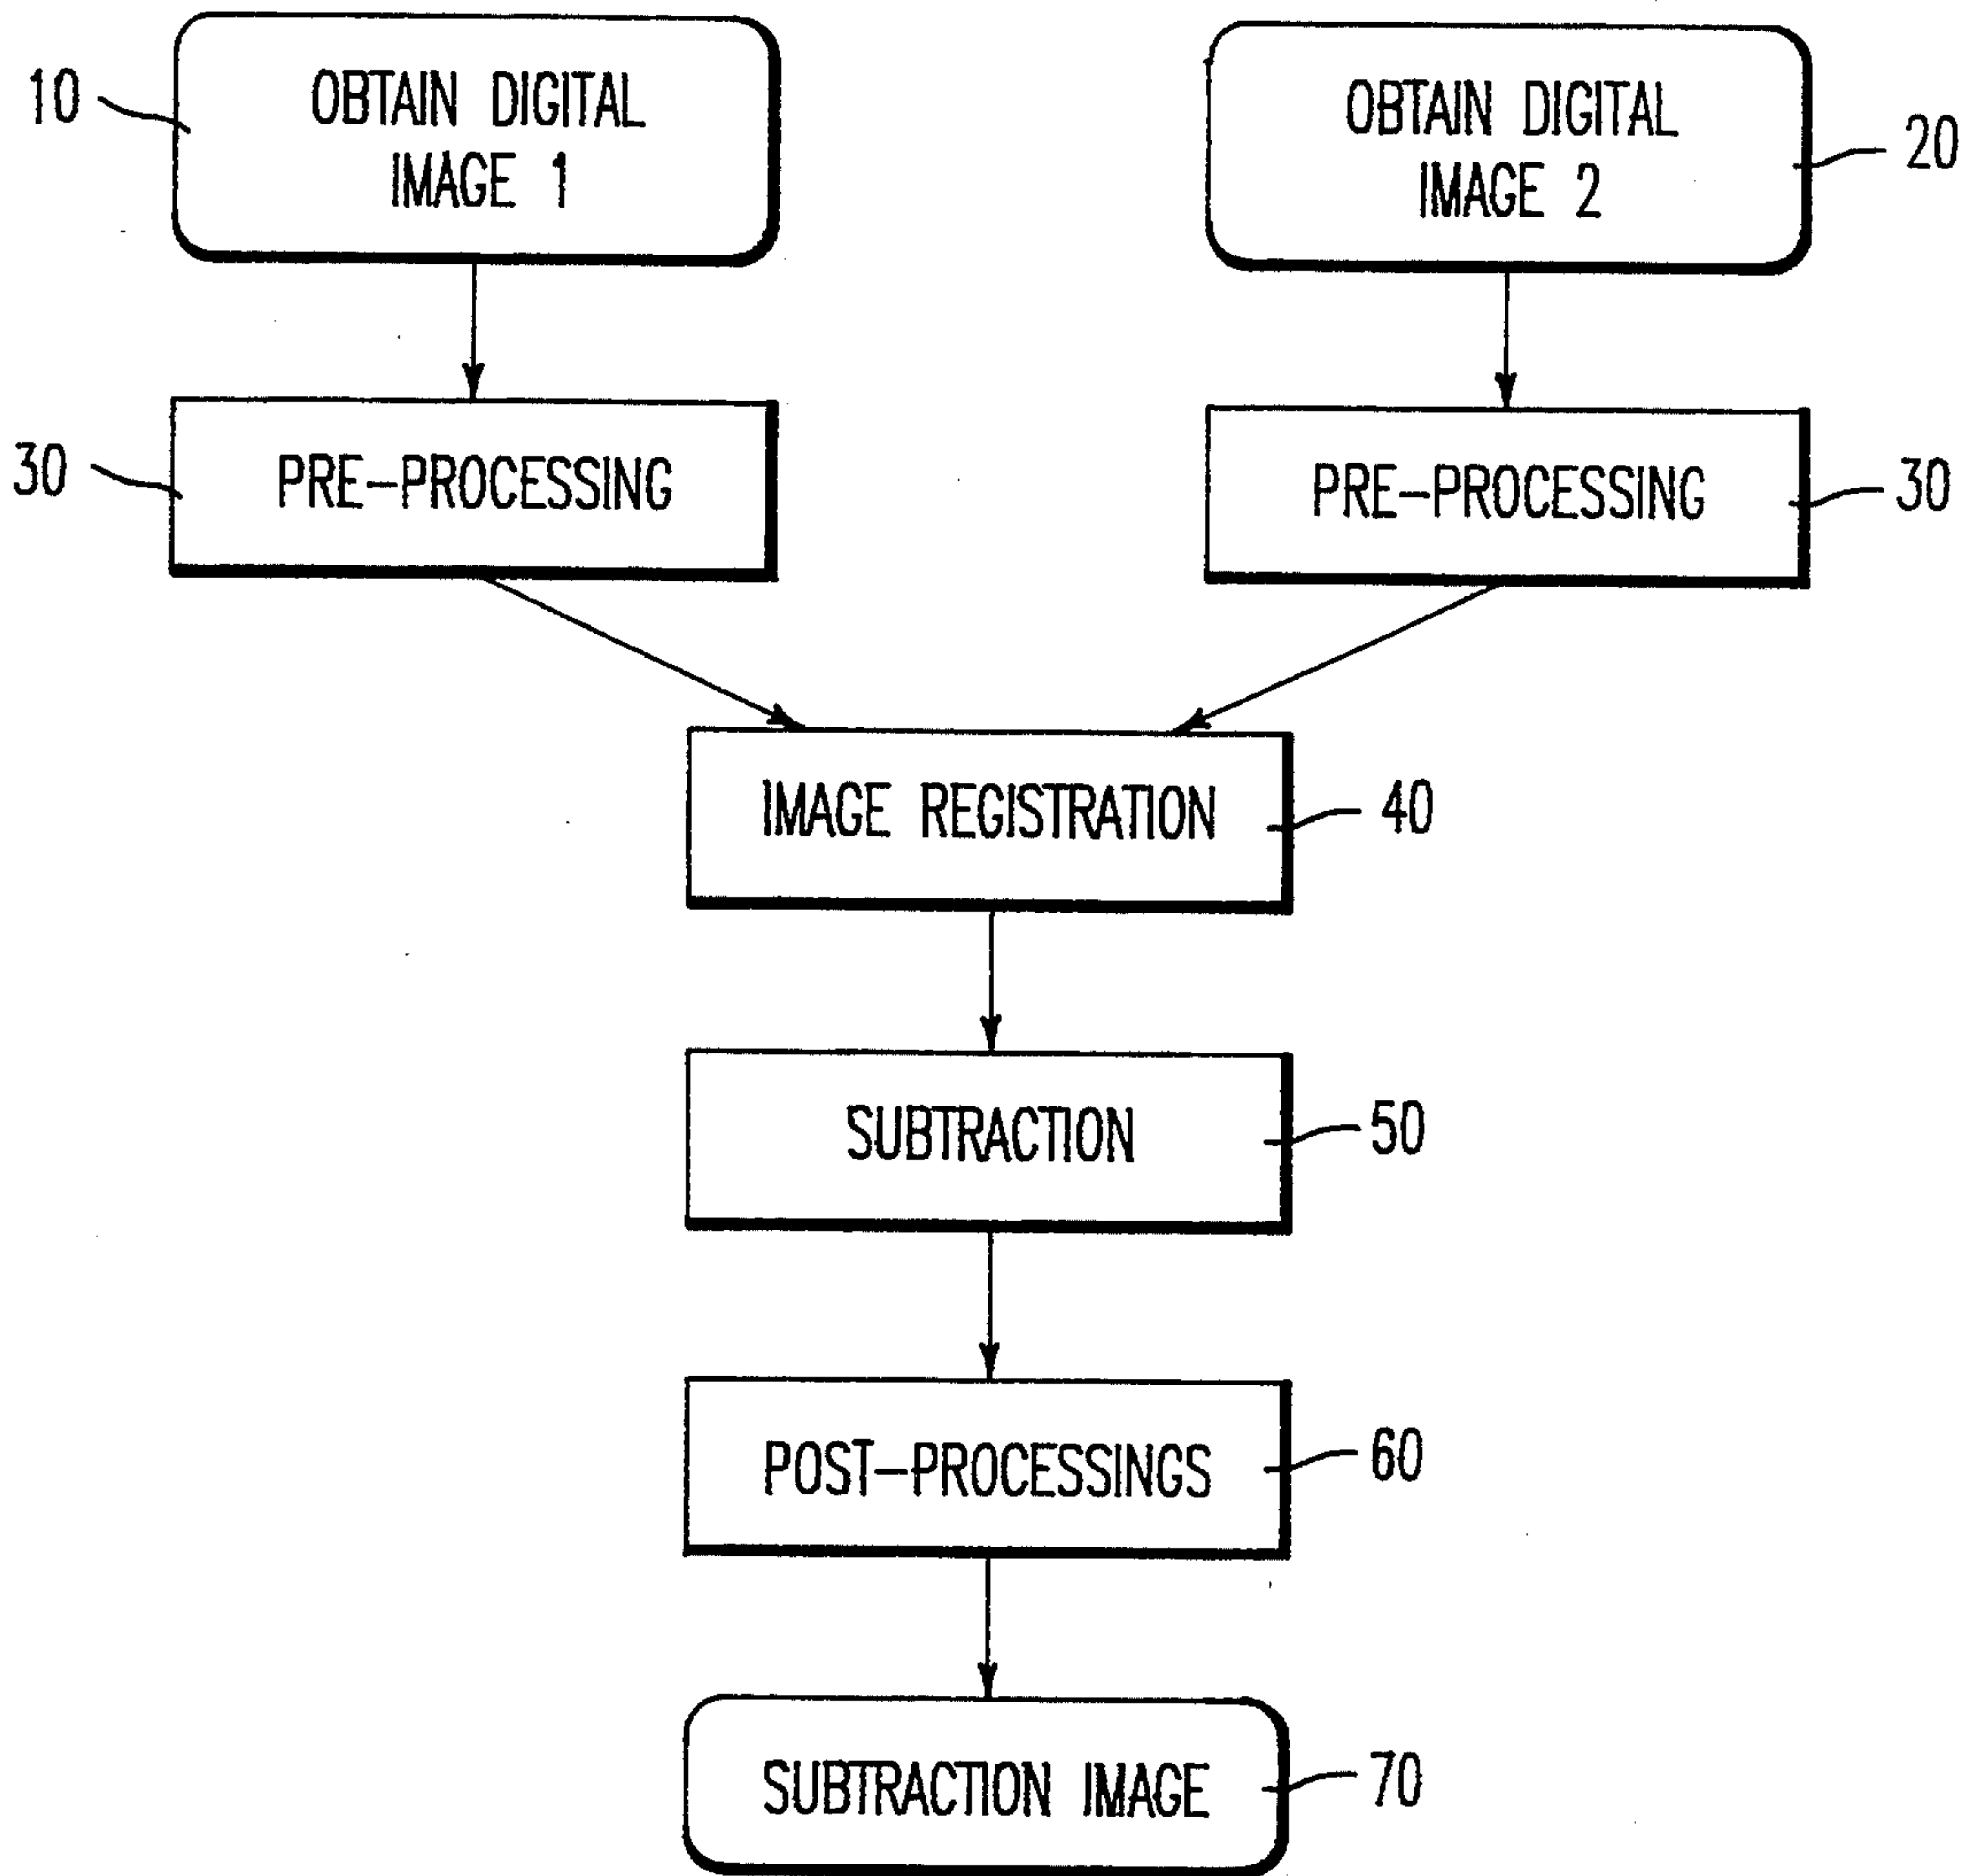 10
OBTAIN DIGITAL
IMAGE 1
OBTAIN DIGITAL
IMAGE 2
20
30
PRE-PROCESSING
PRE-PROCESSING
30
IMAGE REGISTRATION
40
SUBTRACTION
50
POST-PROCESSINGS
60
SUBTRACTION IMAGE
70